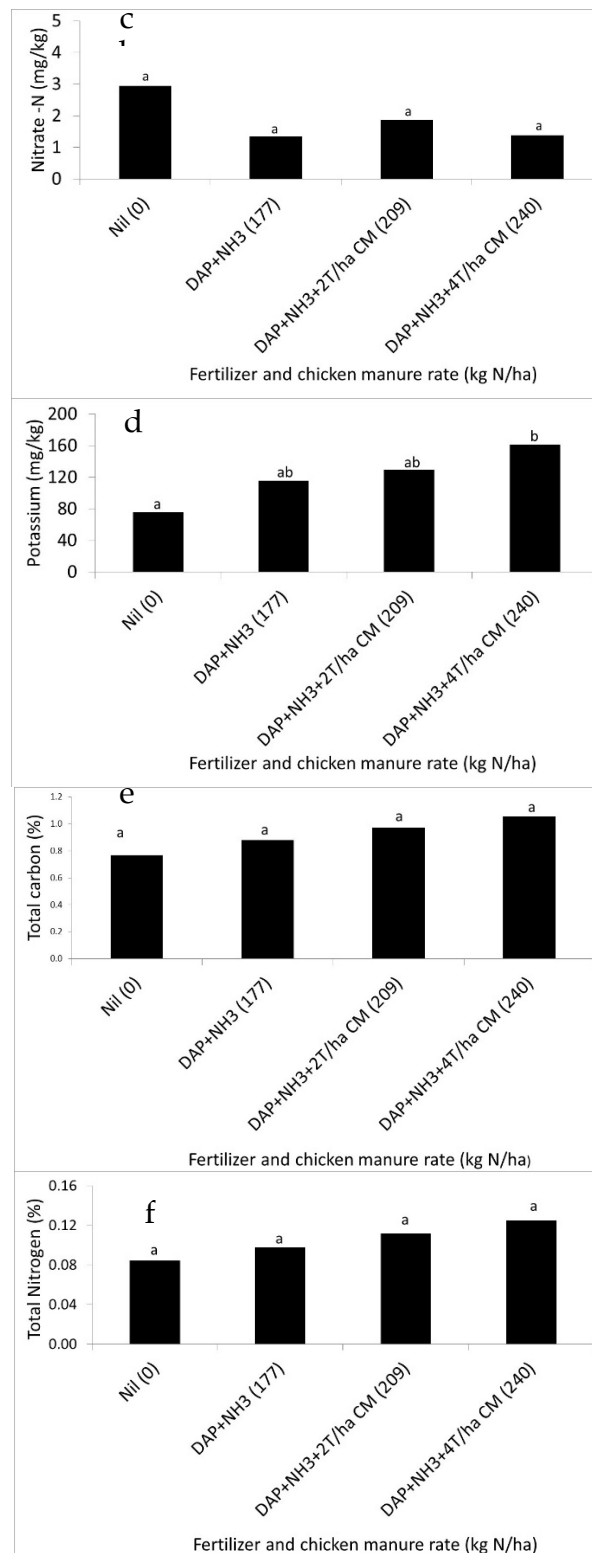 c
Nitrate -N (mg/kg)
5
4
3
2
1
0
a
a
a
a
Nil (0)
DAP+NH3 (177)
DAP+NH3+2T/ha CM (209)
DAP+NH3+4T/ha CM (240)
Fertilizer and chicken manure rate (kg N/ha)
d
Potassium (mg/kg)
200
160
120
80
40
0
a
ab
ab
b
Nil (0)
DAP+NH3 (177)
DAP+NH3+2T/ha CM (209)
DAP+NH3+4T/ha CM (240)
Fertilizer and chicken manure rate (kg N/ha)
e
Total carbon (%)
1.2
1.0
0.8
0.6
0.4
0.2
0.0
a
a
a
a
Nil (0)
DAP+NH3 (177)
DAP+NH3+2T/ha CM (209)
DAP+NH3+4T/ha CM (240)
Fertilizer and chicken manure rate (kg N/ha)
f
Total Nitrogen (%)
0.16
0.12
0.08
0.04
0.00
a
a
a
a
Nil (0)
DAP+NH3 (177)
DAP+NH3+2T/ha CM (209)
DAP+NH3+4T/ha CM (240)
Fertilizer and chicken manure rate (kg N/ha)